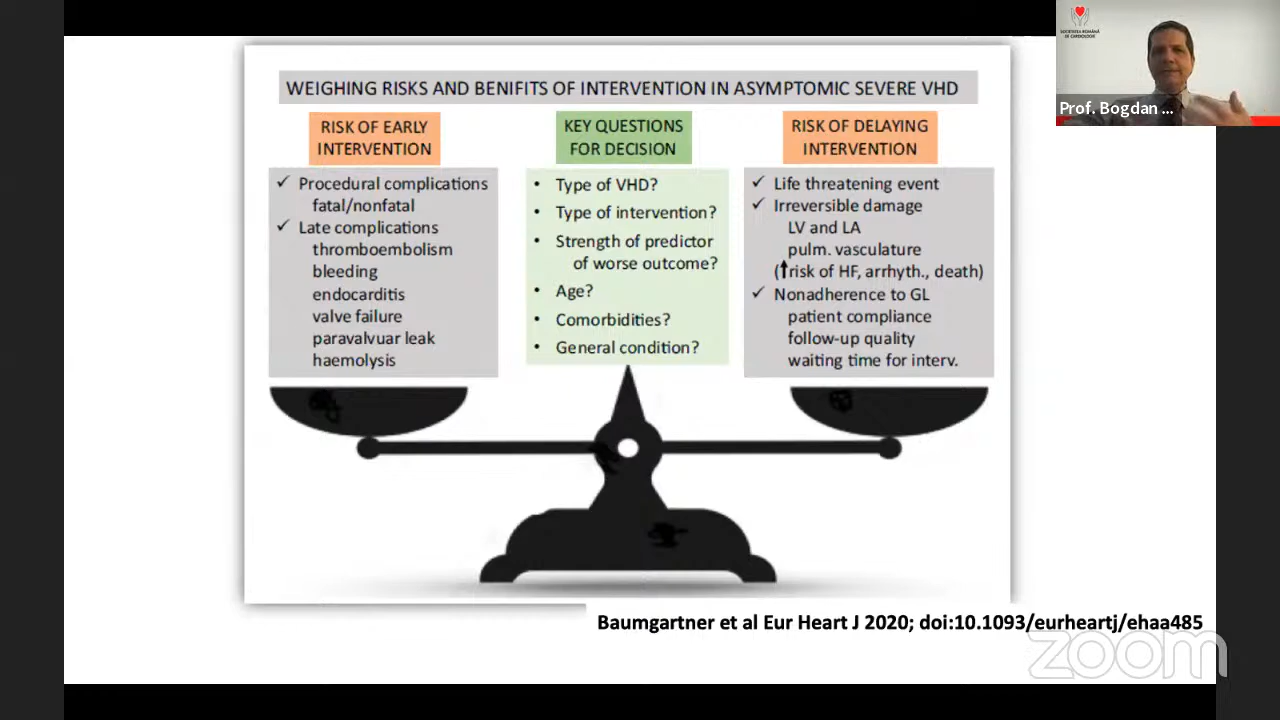 WEIGHING RISKS AND BENIFITS OF INTERVENTION IN ASYMPTOMIC SEVERE VHD
RISK OF EARLY
INTERVENTION
✓ Procedural complications
fatal/nonfatal
✓ Late complications
thromboembolism
bleeding
endocarditis
valve failure
paravalvuar leak
haemolysis
KEY QUESTIONS
FOR DECISION
• Type of VHD?
• Type of intervention?
• Strength of predictor
of worse outcome?
• Age?
• Comorbidities?
• General condition?
RISK OF DELAYING
INTERVENTION
✓ Life threatening event
✓ Irreversible damage
LV and LA
pulm. vasculature
(↑risk of HF, arrhyth., death)
✓ Nonadherence to GL
patient compliance
follow-up quality
waiting time for interv.
Baumgartner et al Eur Heart J 2020; doi:10.1093/eurheartj/ehaa485
zoom
SOCIETATEA ROMÂNĂ
DE CARDIOLOGIE
Prof. Bogdan ...